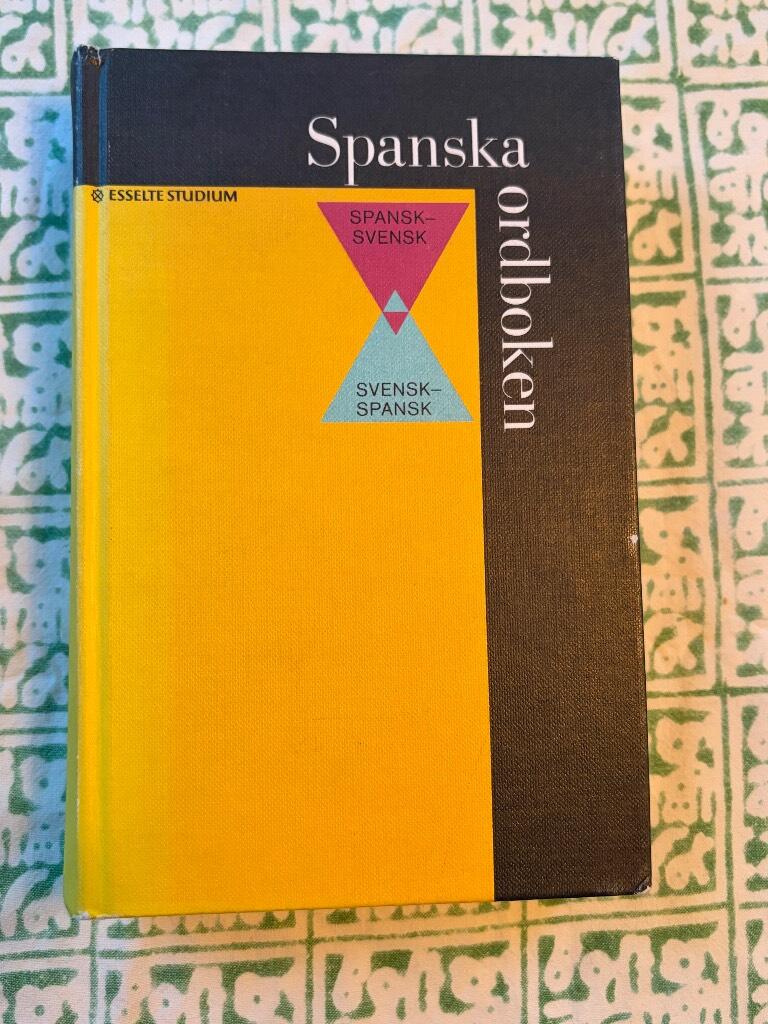 Spanska
ordboken
ESSELTE STUDIUM
SPANSK–
SVENSK
SVENSK–
SPANSK